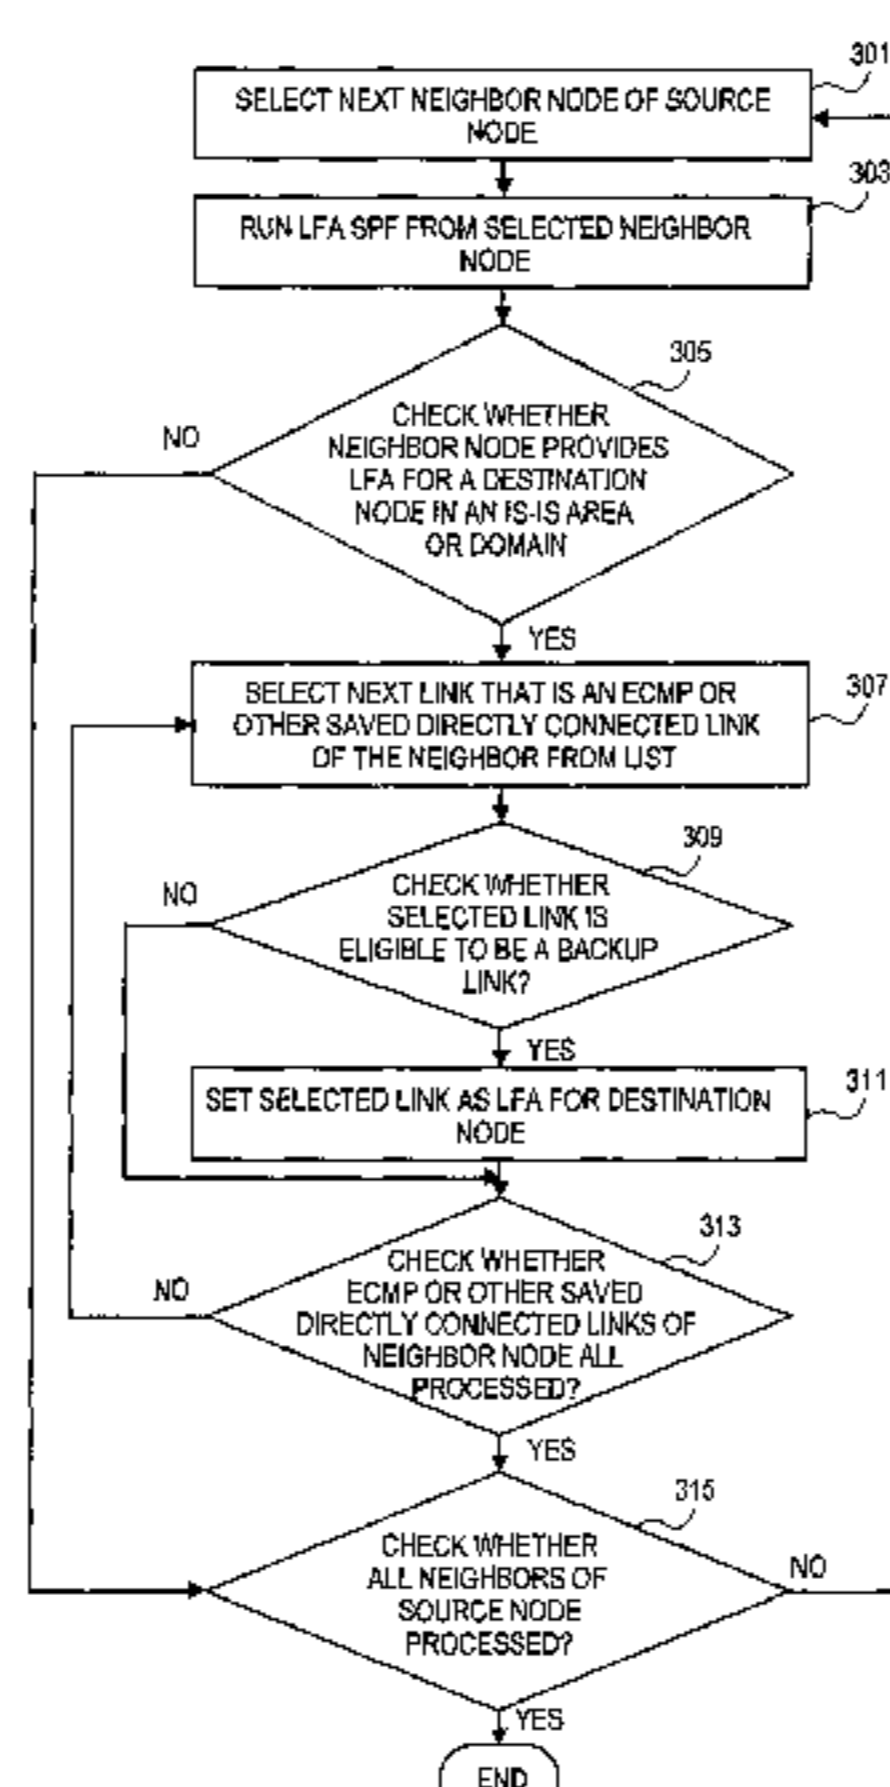 301
SELECT NEXT NEIGHBOR NODE OF SOURCE
NODE
303
RUN LFA SPF FROM SELECTED NEIGHBOR
NODE
305
CHECK WHETHER
NEIGHBOR NODE PROVIDES
LFA FOR A DESTINATION
NODE IN AN IS-IS AREA
OR DOMAIN
NO
YES
307
SELECT NEXT LINK THAT IS AN ECMP OR
OTHER SAVED DIRECTLY CONNECTED LINK
OF THE NEIGHBOR FROM LIST
309
CHECK WHETHER
SELECTED LINK IS
ELIGIBLE TO BE A BACKUP
LINK?
NO
YES
311
SET SELECTED LINK AS LFA FOR DESTINATION
NODE
313
CHECK WHETHER
ECMP OR OTHER SAVED
DIRECTLY CONNECTED LINKS OF
NEIGHBOR NODE ALL
PROCESSED?
NO
YES
315
CHECK WHETHER
ALL NEIGHBORS OF
SOURCE NODE
PROCESSED?
NO
YES
END